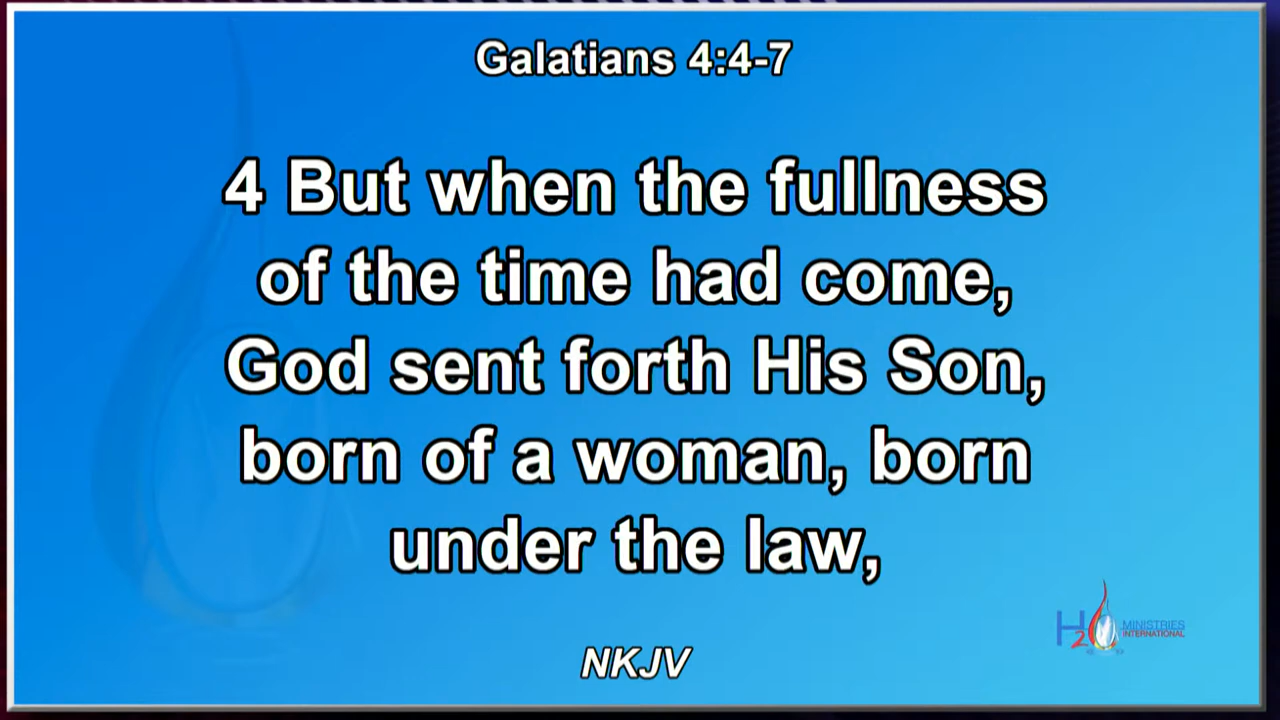 Galatians 4:4-7
4 But when the fullness
of the time had come,
God sent forth His Son,
born of a woman, born
under the law,
H2O MINISTRIES
INTERNATIONAL
NKJV